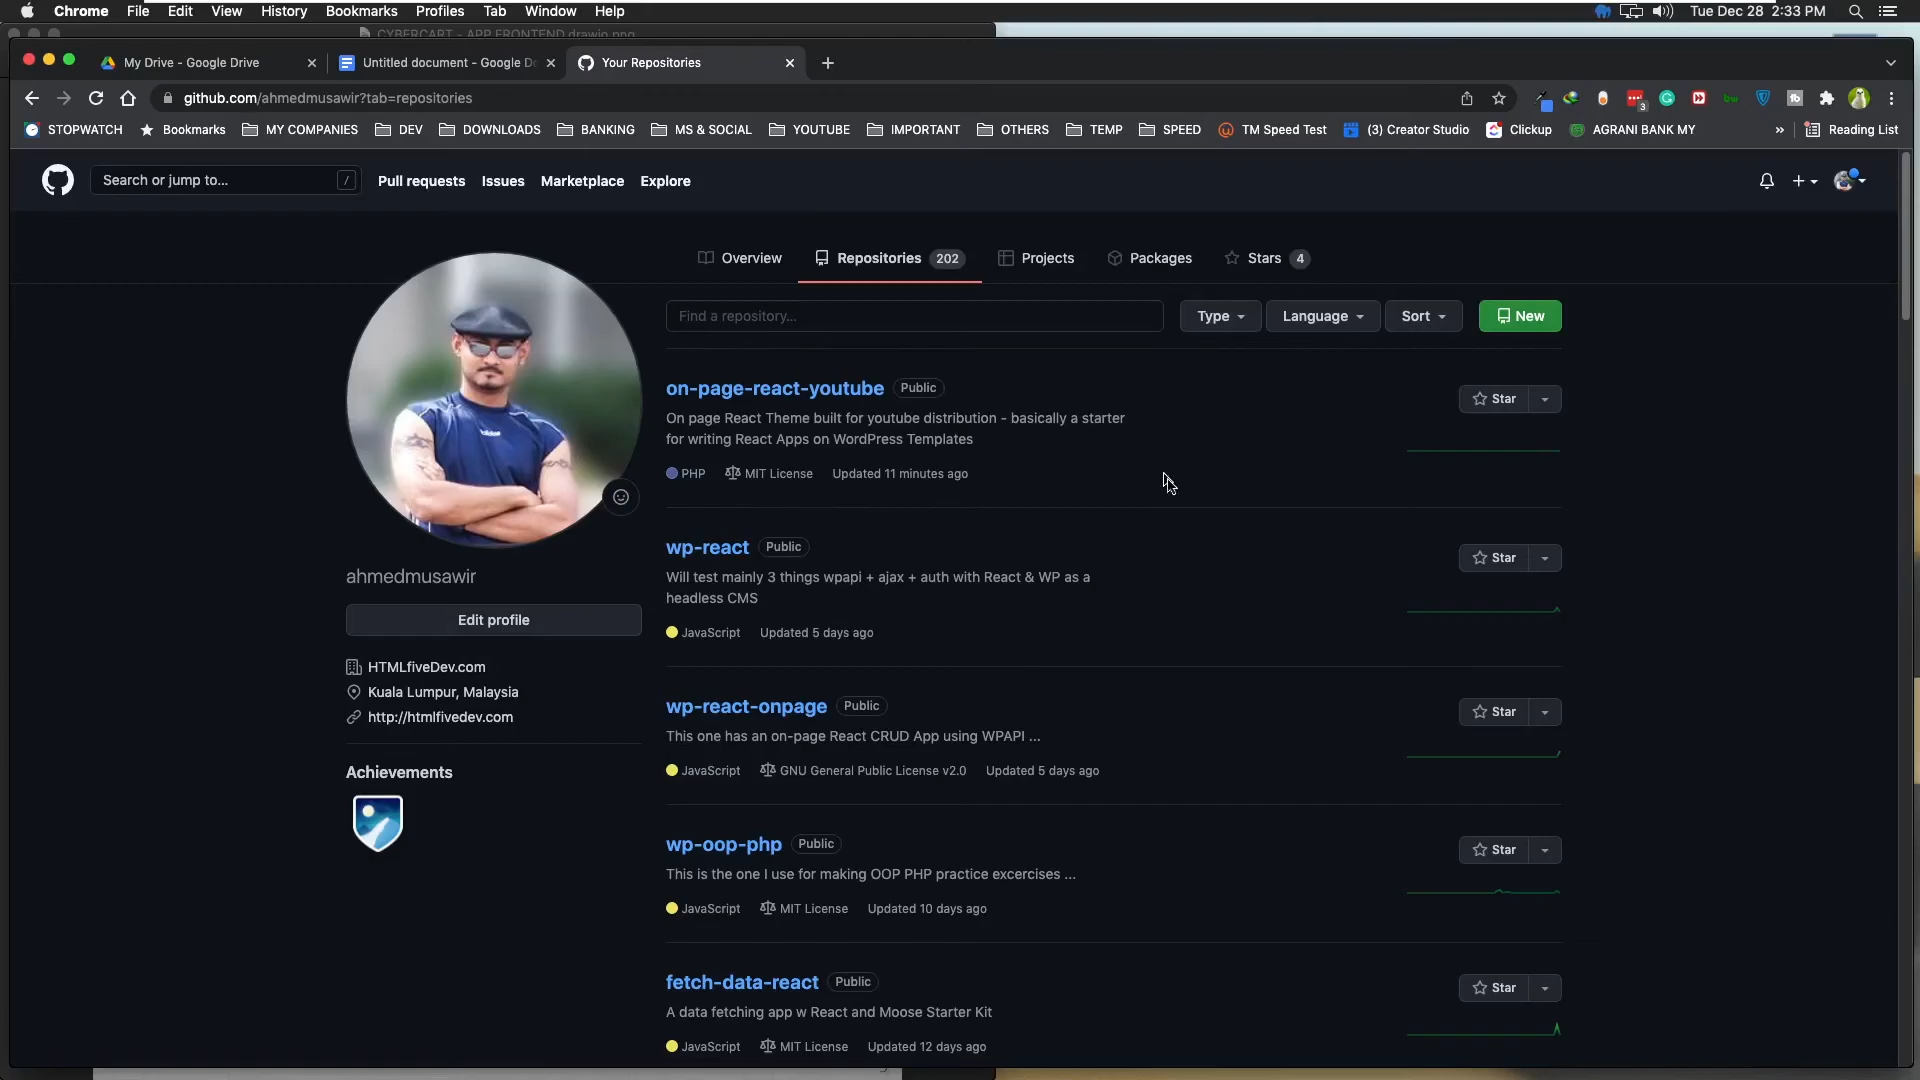 Chrome File Edit View History Bookmarks Profiles Tab Window Help Tue Dec 28 2:33 PM
CYBERCART - APP FRONTEND.drawio.png
My Drive - Google Drive Untitled document - Google D Your Repositories
github.com/ahmedmusawir?tab=repositories 3
STOPWATCH Bookmarks MY COMPANIES DEV DOWNLOADS BANKING MS & SOCIAL YOUTUBE IMPORTANT OTHERS TEMP SPEED TM Speed Test (3) Creator Studio Clickup AGRANI BANK MY » Reading List
Search or jump to... / Pull requests Issues Marketplace Explore
Overview Repositories 202 Projects Packages Stars 4
Find a repository... Type Language Sort New
on-page-react-youtube Public
Star
On page React Theme built for youtube distribution - basically a starter
for writing React Apps on WordPress Templates
PHP MIT License Updated 11 minutes ago
wp-react Public
Star
Will test mainly 3 things wpapi + ajax + auth with React & WP as a
headless CMS
JavaScript Updated 5 days ago
wp-react-onpage Public
Star
This one has an on-page React CRUD App using WPAPI ...
JavaScript GNU General Public License v2.0 Updated 5 days ago
wp-oop-php Public
Star
This is the one I use for making OOP PHP practice excercises ...
JavaScript MIT License Updated 10 days ago
fetch-data-react Public
Star
A data fetching app w React and Moose Starter Kit
JavaScript MIT License Updated 12 days ago
ahmedmusawir
Edit profile
HTMLfiveDev.com
Kuala Lumpur, Malaysia
http://htmlfivedev.com
Achievements